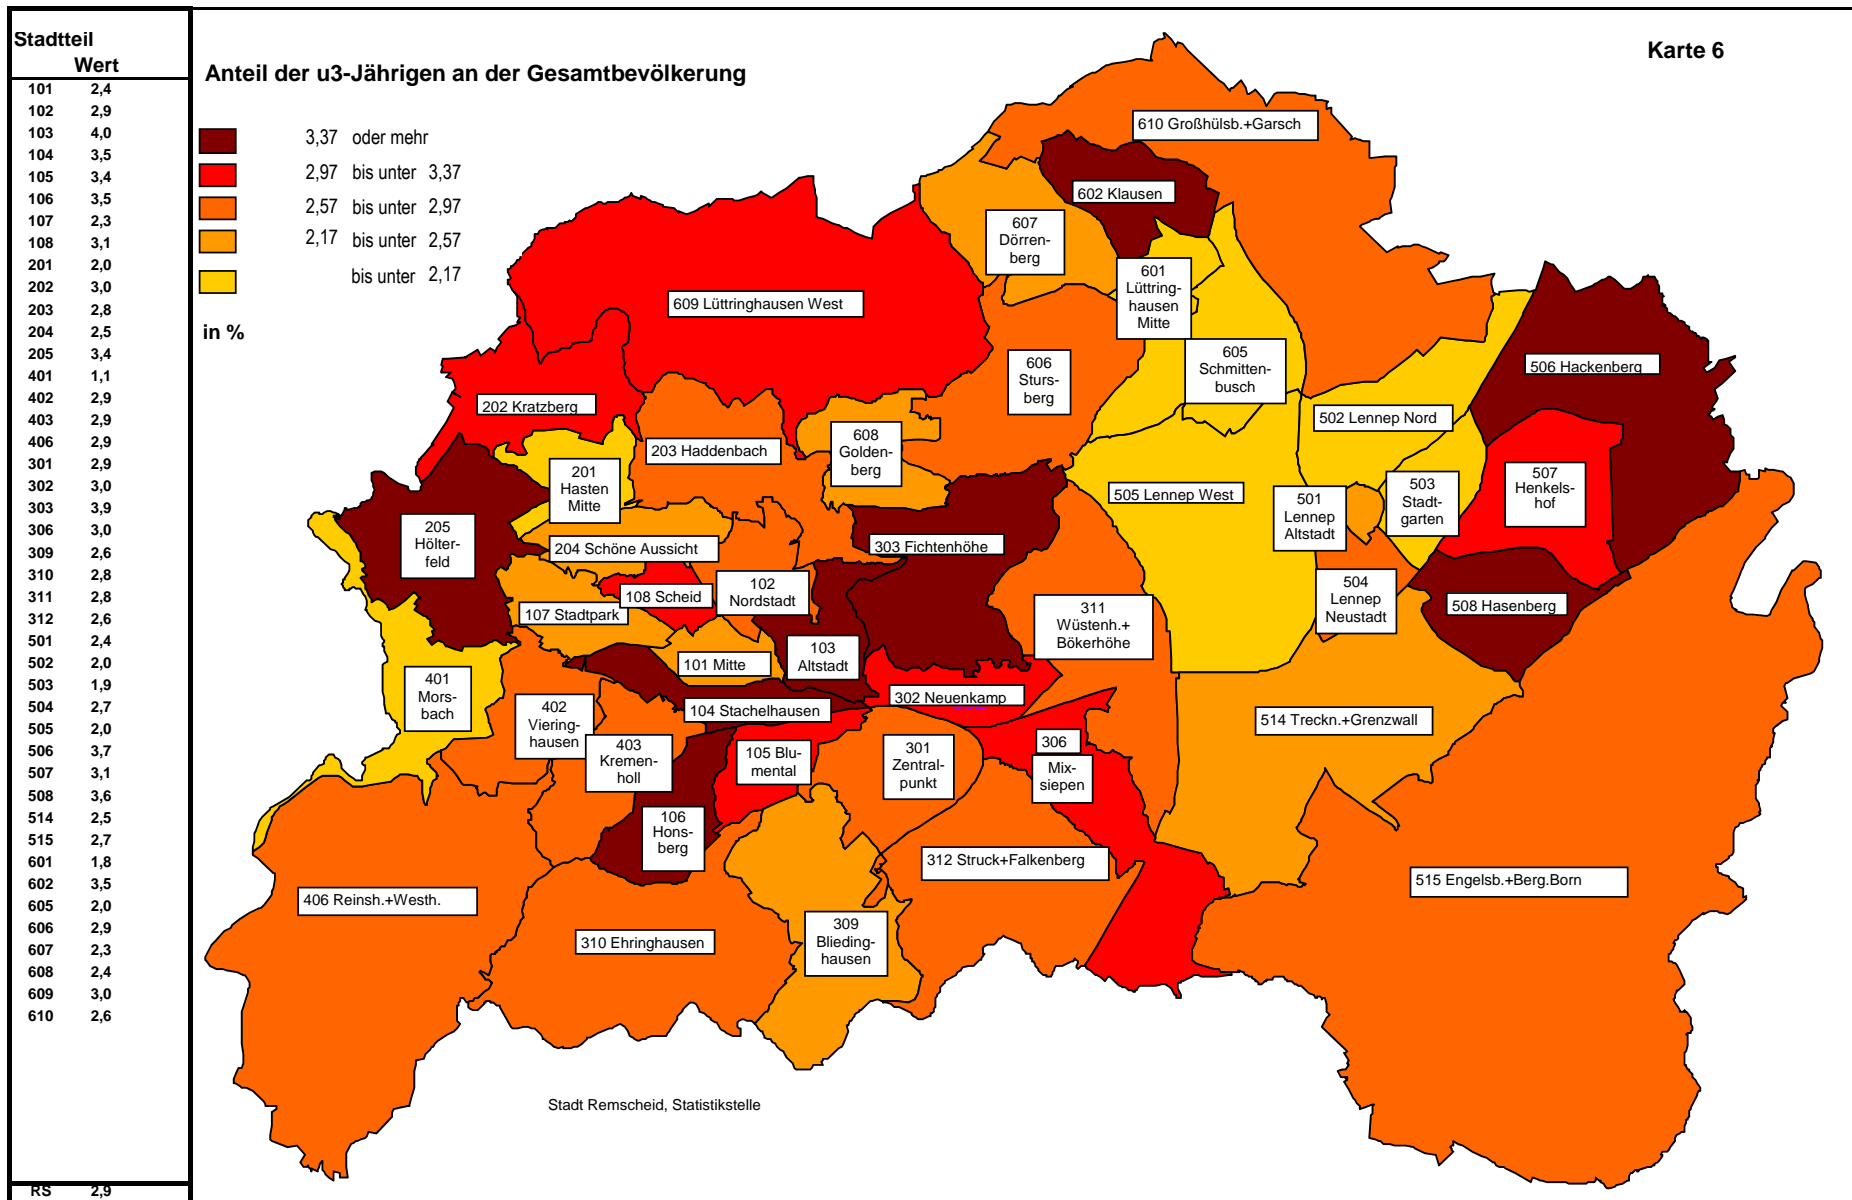 Stadtteil
Wert
101 2,4
102 2,9
103 4,0
104 3,5
105 3,4
106 3,5
107 2,3
108 3,1
201 2,0
202 3,0
203 2,8
204 2,5
205 3,4
401 1,1
402 2,9
403 2,9
406 2,9
301 2,9
302 3,0
303 3,9
306 3,0
309 2,6
310 2,8
311 2,8
312 2,6
501 2,4
502 2,0
503 1,9
504 2,7
505 2,0
506 3,7
507 3,1
508 3,6
514 2,5
515 2,7
601 1,8
602 3,5
605 2,0
606 2,9
607 2,3
608 2,4
609 3,0
610 2,6
RS 2,9
Karte 6
Anteil der u3-Jährigen an der Gesamtbevölkerung
3,37 oder mehr
2,97 bis unter 3,37
2,57 bis unter 2,97
2,17 bis unter 2,57
bis unter 2,17
in %
610 Großhülsb.+Garsch
602 Klausen
607
Dörren-
berg
601
Lüttring-
hausen
Mitte
609 Lüttringhausen West
605
Schmitten-
busch
606
Sturs-
berg
506 Hackenberg
202 Kratzberg
502 Lennep Nord
203 Haddenbach
608
Golden-
berg
201
Hasten
Mitte
505 Lennep West
501
Lennep
Altstadt
503
Stadt-
garten
507
Henkels-
hof
205
Hölter-
feld
204 Schöne Aussicht
303 Fichtenhöhe
108 Scheid
102
Nordstadt
504
Lennep
Neustadt
508 Hasenberg
107 Stadtpark
311
Wüstenh.+
Bökerhöhe
103
Altstadt
101 Mitte
401
Mors-
bach
302 Neuenkamp
104 Stachelhausen
402
Viering-
hausen
514 Treckn.+Grenzwall
403
Kremen-
holl
105 Blu-
mental
301
Zentral-
punkt
306
Mix-
siepen
106
Hons-
berg
312 Struck+Falkenberg
515 Engelsb.+Berg.Born
406 Reinsh.+Westh.
310 Ehringhausen
309
Blieding-
hausen
Stadt Remscheid, Statistikstelle